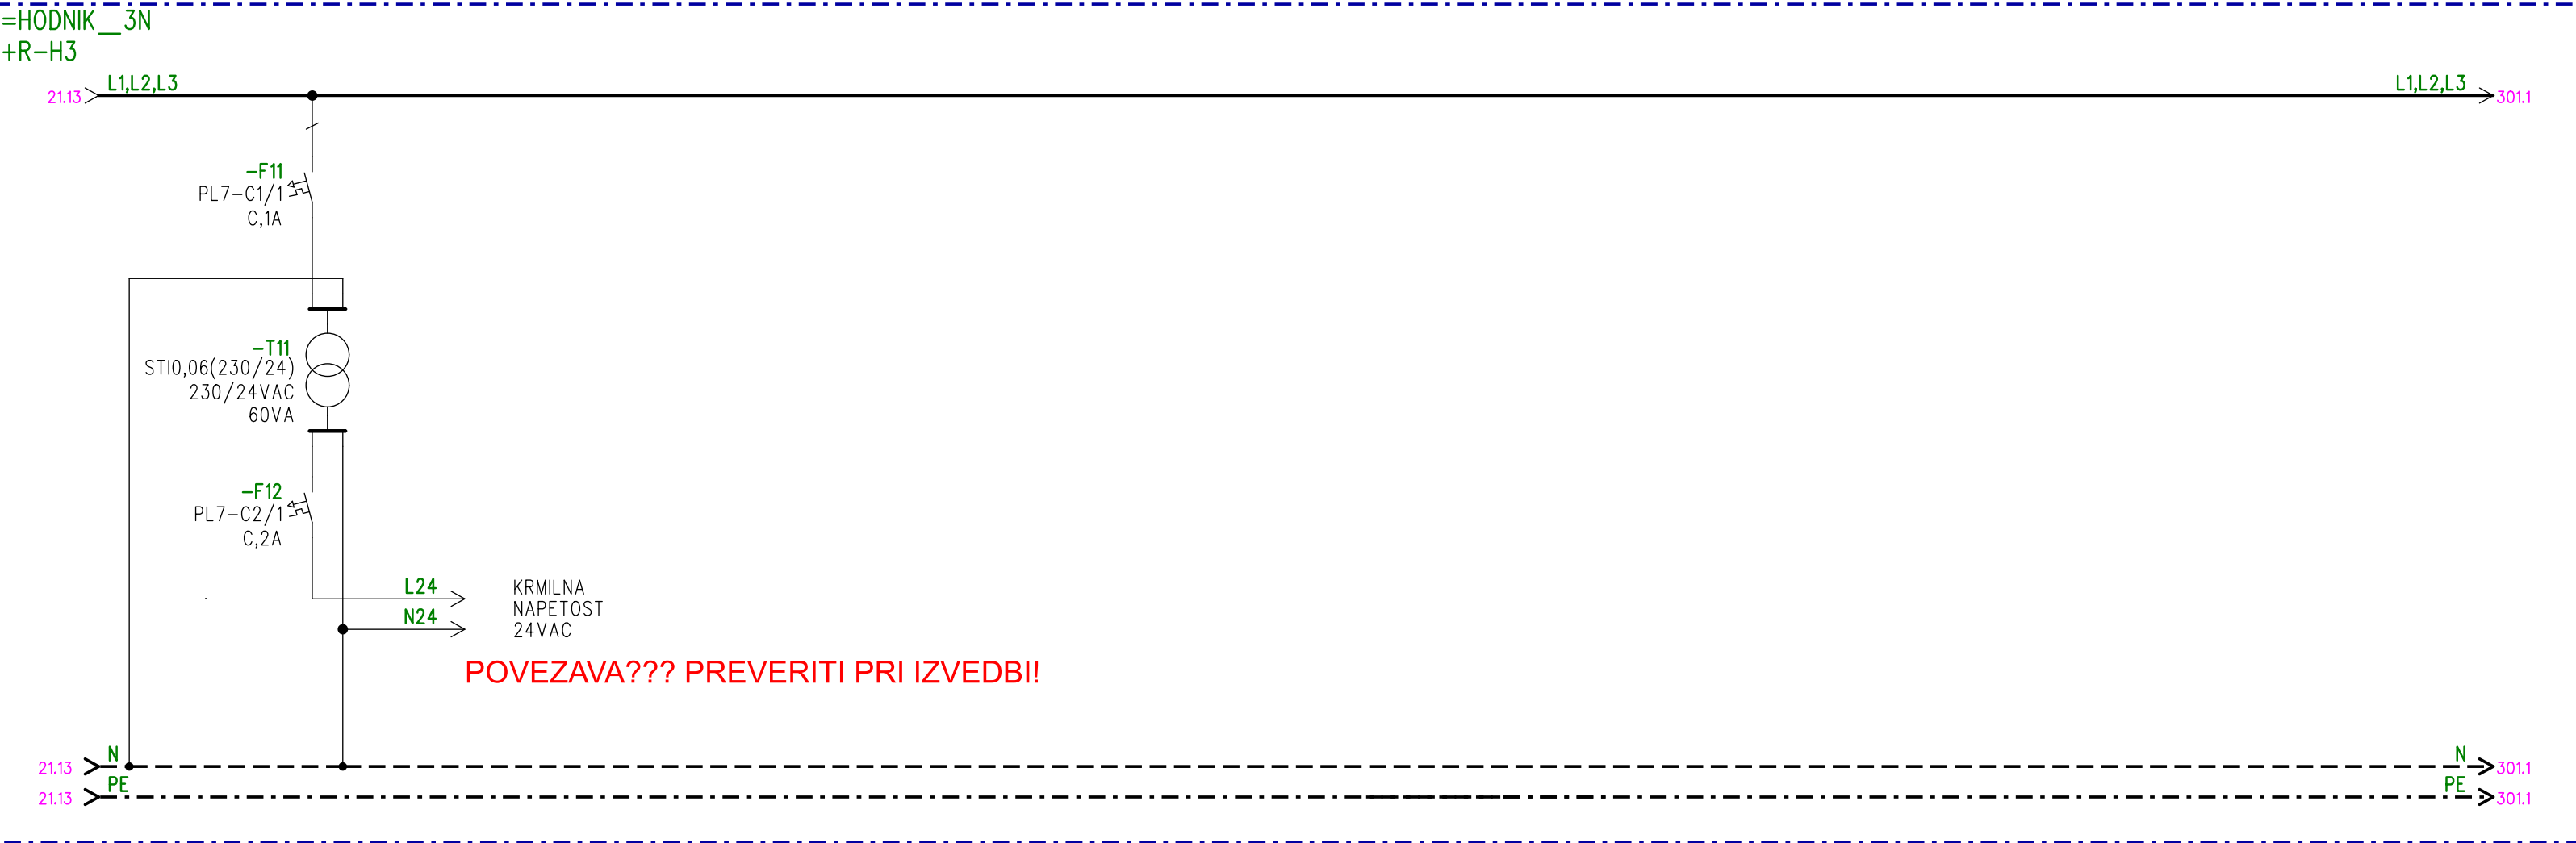 =HODNIK__3N
+R-H3
L1,L2,L3
21.13
L1,L2,L3
301.1
-F11
PL7-C1/1
C,1A
-T11
STI0,06(230/24)
230/24VAC
60VA
-F12
PL7-C2/1
C,2A
L24
N24
KRMILNA
NAPETOST
24VAC
POVEZAVA??? PREVERITI PRI IZVEDBI!
N
21.13
PE
21.13
N
301.1
PE
301.1